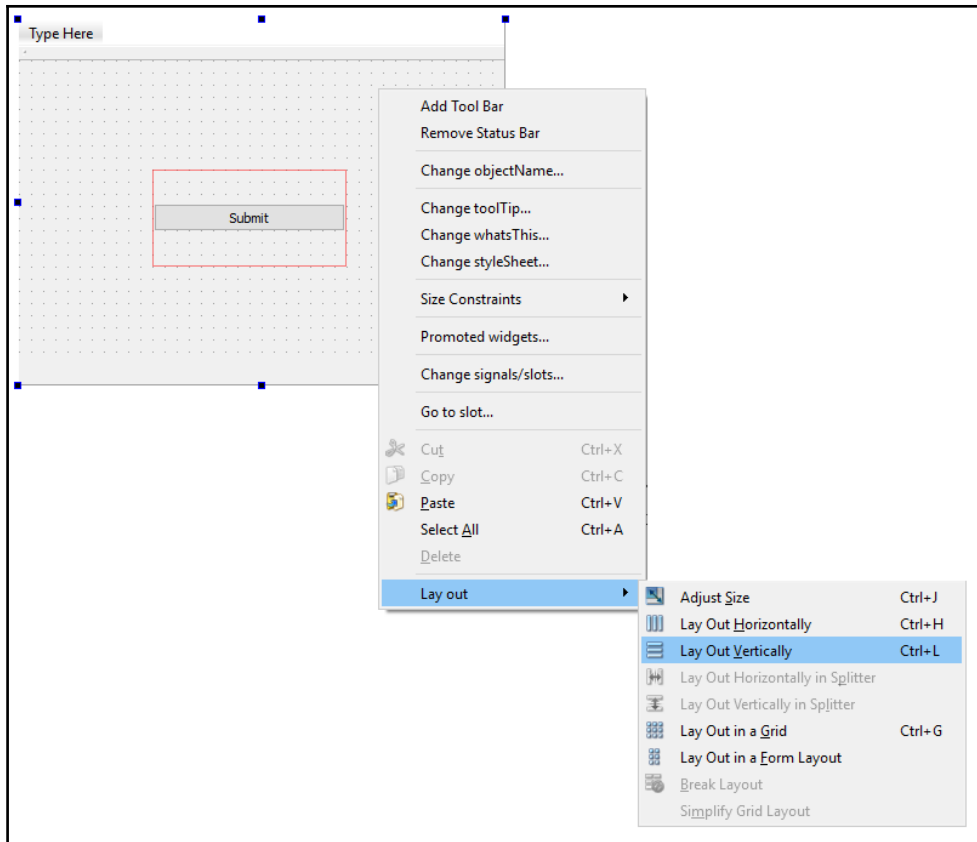 Type Here
Submit
Add Tool Bar
Remove Status Bar
Change objectName...
Change toolTip...
Change whatsThis...
Change styleSheet...
Size Constraints
Promoted widgets...
Change signals/slots...
Go to slot...
Cut Ctrl+X
Copy Ctrl+C
Paste Ctrl+V
Select All Ctrl+A
Delete
Lay out
Adjust Size Ctrl+J
Lay Out Horizontally Ctrl+H
Lay Out Vertically Ctrl+L
Lay Out Horizontally in Splitter
Lay Out Vertically in Splitter
Lay Out in a Grid Ctrl+G
Lay Out in a Form Layout
Break Layout
Simplify Grid Layout